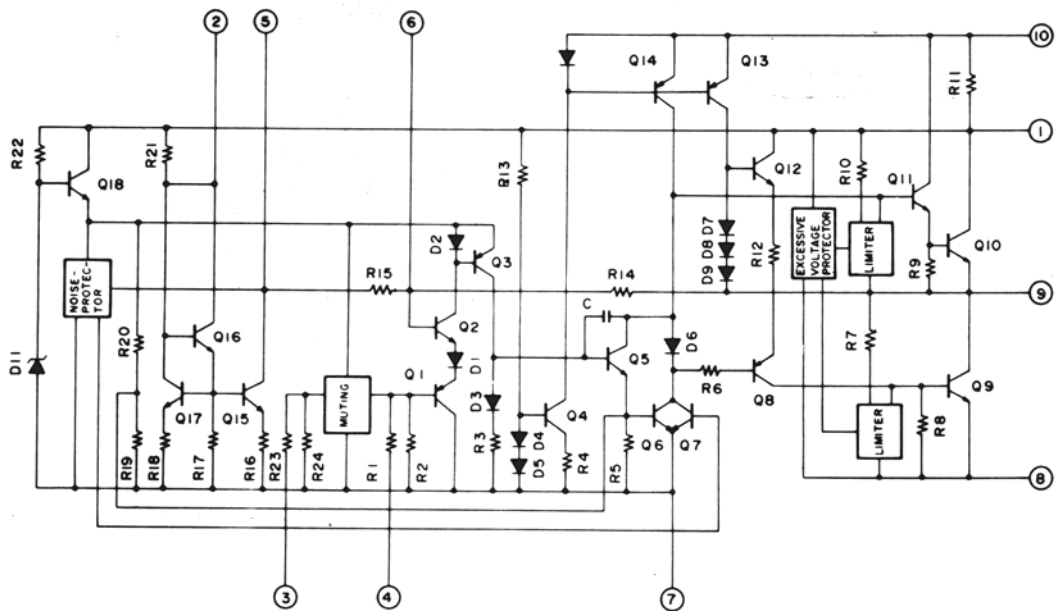 2
5
6
10
Q14
Q13
R11
1
R22
Q18
R21
R13
Q12
R10
Q11
D2
Q3
D7
D8
D9
R12
EXCESSIVE
VOLTAGE
PROTECTOR
LIMITER
R9
Q10
NOISE-
PROTEC-
TOR
R15
R14
9
D11
R20
Q16
Q2
C
D6
R7
Q5
D1
Q1
R6
Q8
Q9
Q17
Q15
MUTING
D3
Q4
Q6
Q7
LIMITER
R8
R19
R18
R17
R16
R23
R24
R1
R2
R3
D4
D5
R4
R5
8
3
4
7